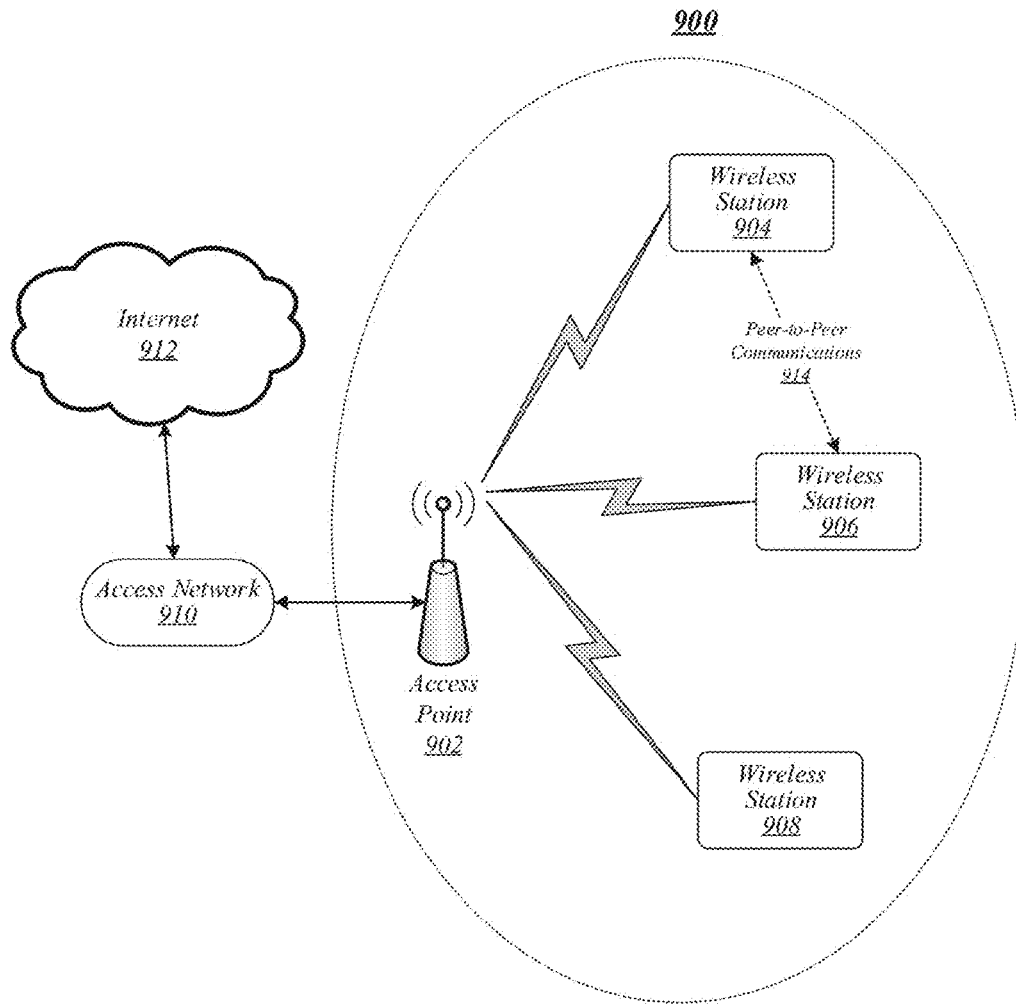 900
Wireless
Station
904
Internet
912
Peer-to-Peer
Communications
914
Wireless
Station
906
Access Network
910
Access
Point
902
Wireless
Station
908